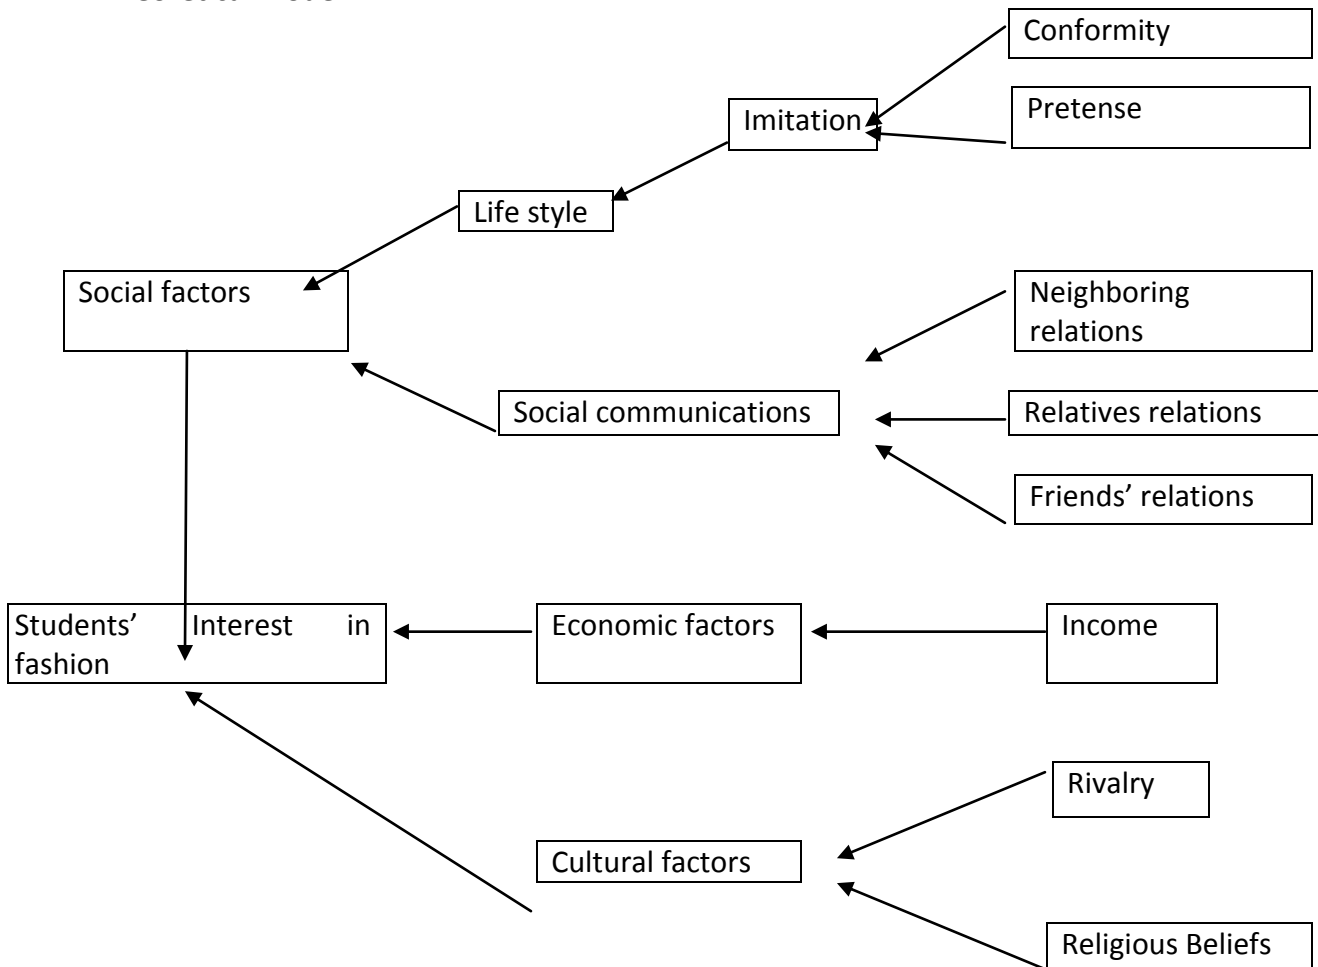 Conformity
Pretense
Imitation
Life style
Social factors
Neighboring
relations
Social communications
Relatives relations
Friends’ relations
Students’ Interest in
fashion
Economic factors
Income
Rivalry
Cultural factors
Religious Beliefs